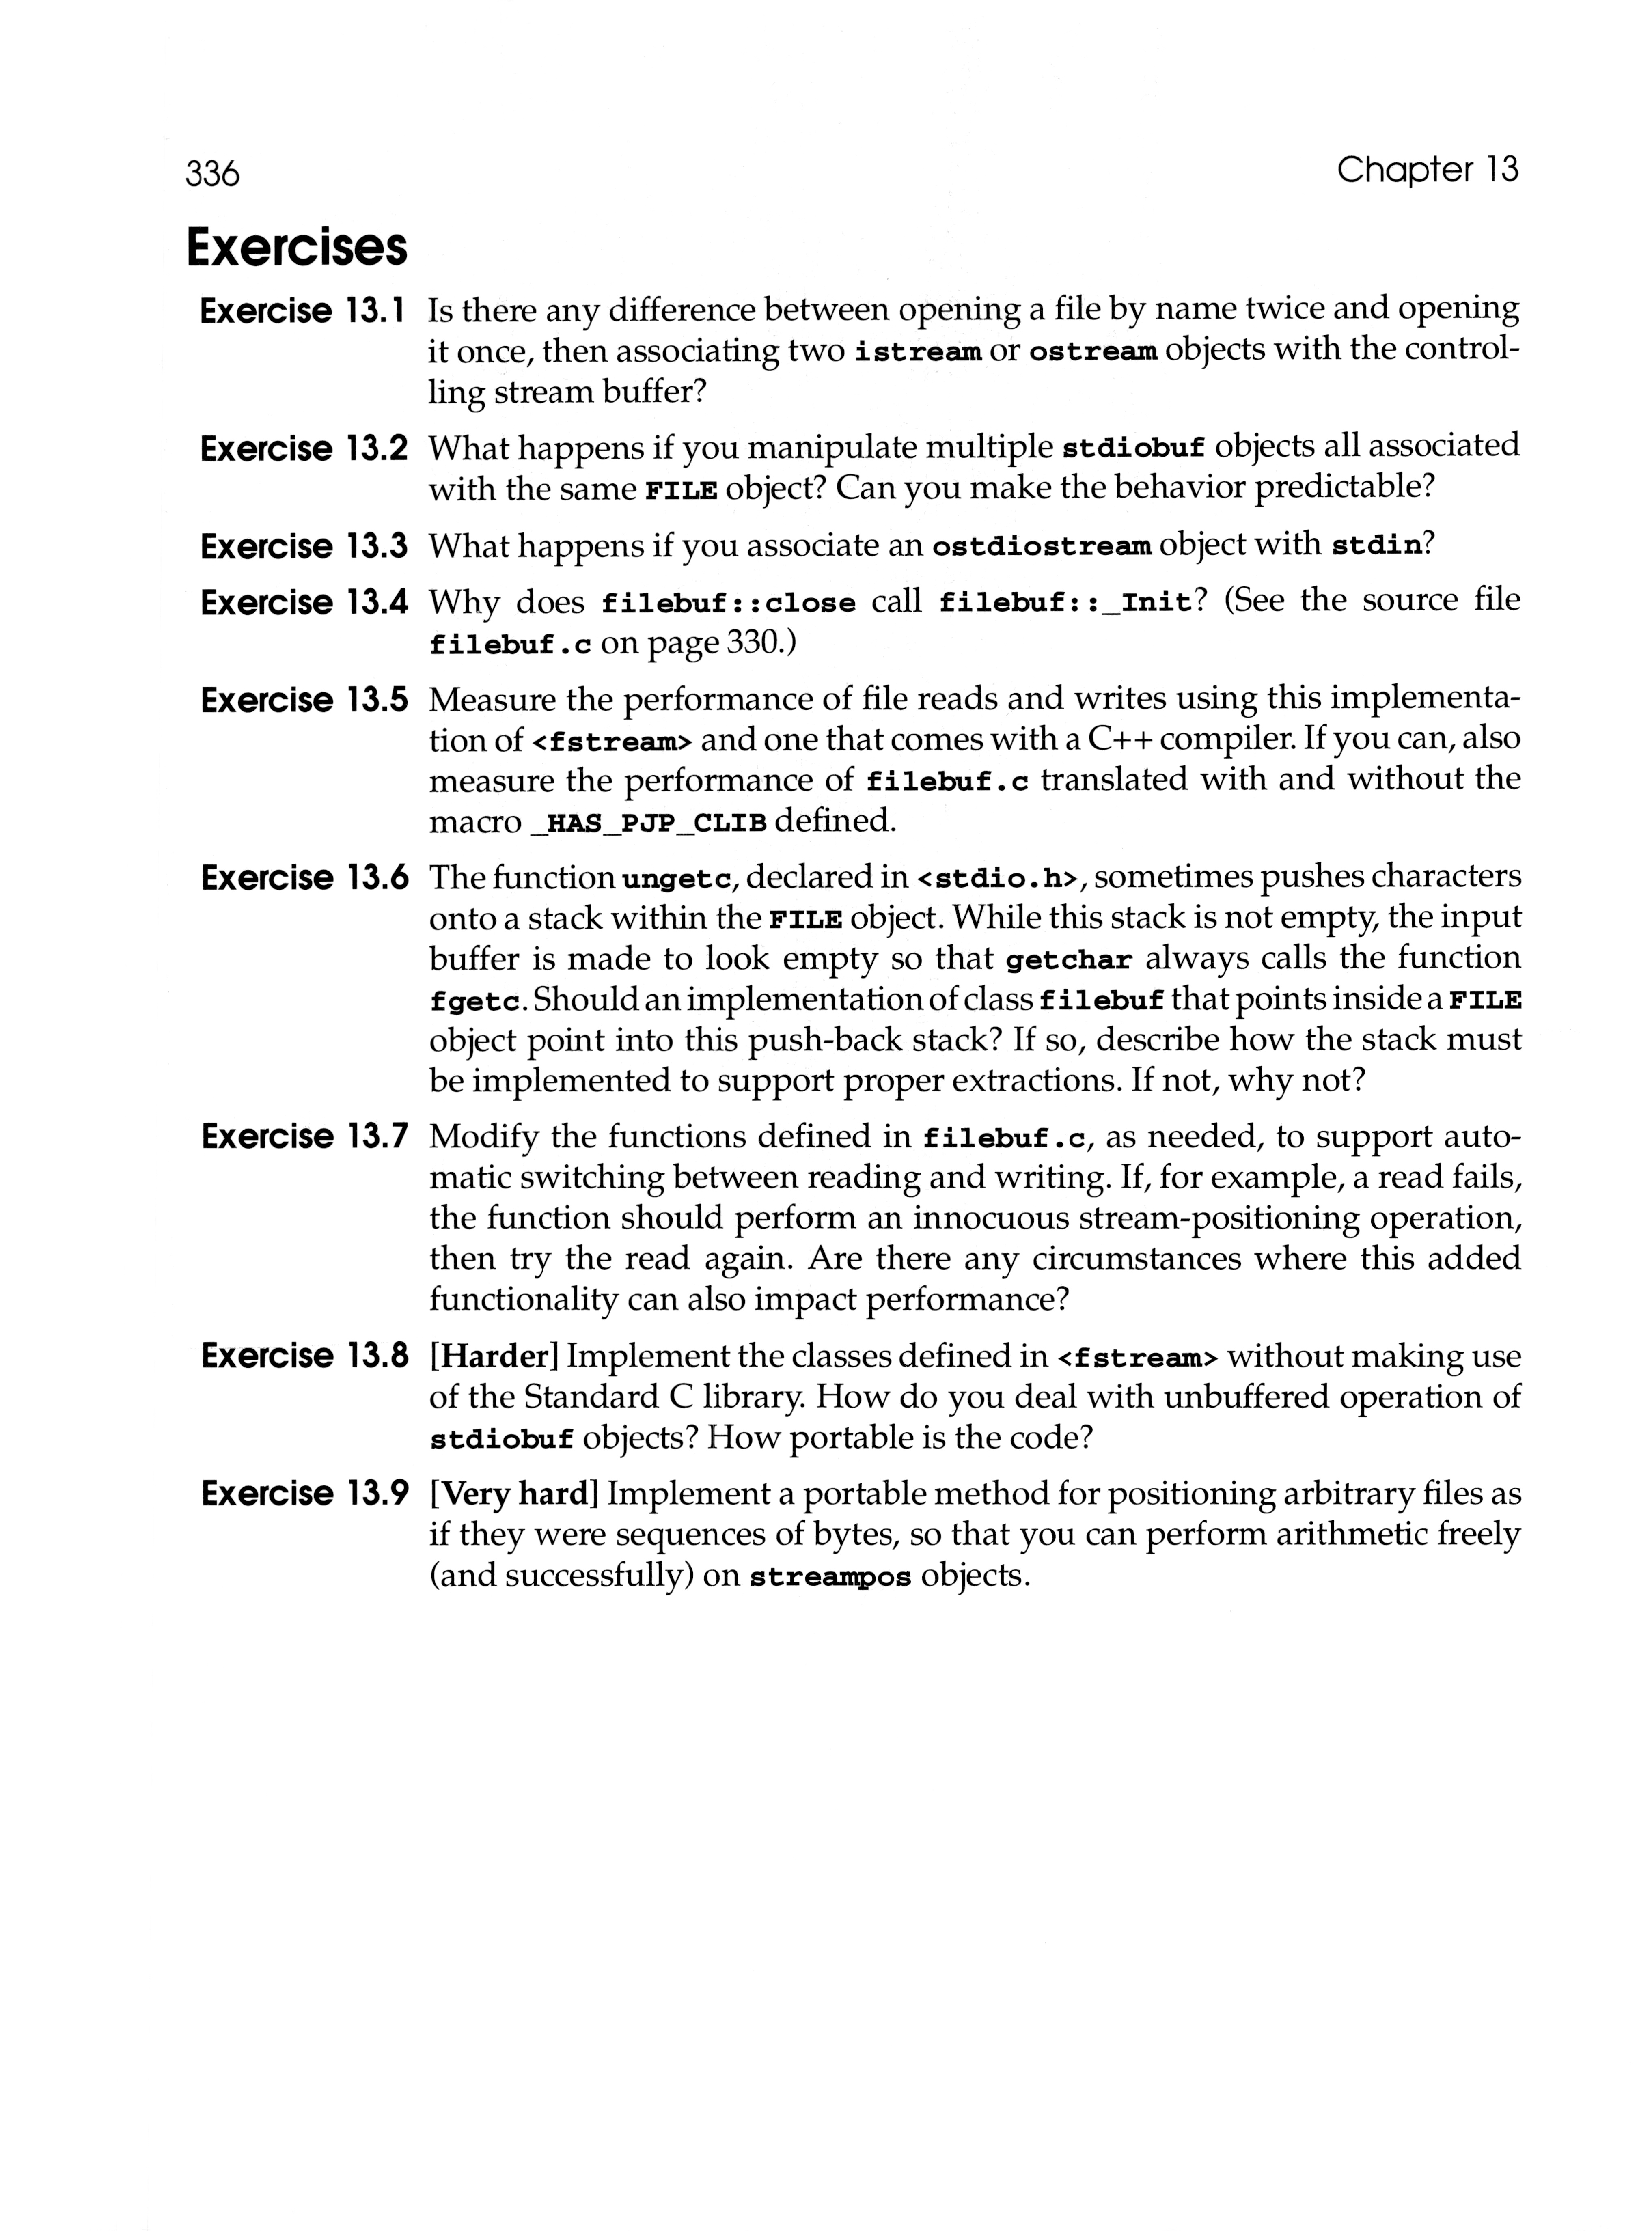 336 Chapter 13
Exercises
Exercise 13.1 Is there any difference between opening a file by name twice and opening
it once, then associating two istream or ostream objects with the control-
ling stream buffer?
Exercise 13.2 What happens if you manipulate multiple stdiobuf objects all associated
with the same FILE object? Can you make the behavior predictable?
Exercise 13.3 What happens if you associate an ostdiostream object with stdin?
Exercise 13.4 Why does filebuf::close call filebuf::_Init? (See the source file
filebuf.c on page 330.)
Exercise 13.5 Measure the performance of file reads and writes using this implementa-
tion of <fstream> and one that comes with a C++ compiler. If you can, also
measure the performance of filebuf.c translated with and without the
macro _HAS_PJP_CLIB defined.
Exercise 13.6 The function ungetc, declared in <stdio.h>, sometimes pushes characters
onto a stack within the FILE object. While this stack is not empty, the input
buffer is made to look empty so that getchar always calls the function
fgetc. Should an implementation of class filebuf that points inside a FILE
object point into this push-back stack? If so, describe how the stack must
be implemented to support proper extractions. If not, why not?
Exercise 13.7 Modify the functions defined in filebuf.c, as needed, to support auto-
matic switching between reading and writing. If, for example, a read fails,
the function should perform an innocuous stream-positioning operation,
then try the read again. Are there any circumstances where this added
functionality can also impact performance?
Exercise 13.8 [Harder] Implement the classes defined in <fstream> without making use
of the Standard C library. How do you deal with unbuffered operation of
stdiobuf objects? How portable is the code?
Exercise 13.9 [Very hard] Implement a portable method for positioning arbitrary files as
if they were sequences of bytes, so that you can perform arithmetic freely
(and successfully) on streampos objects.